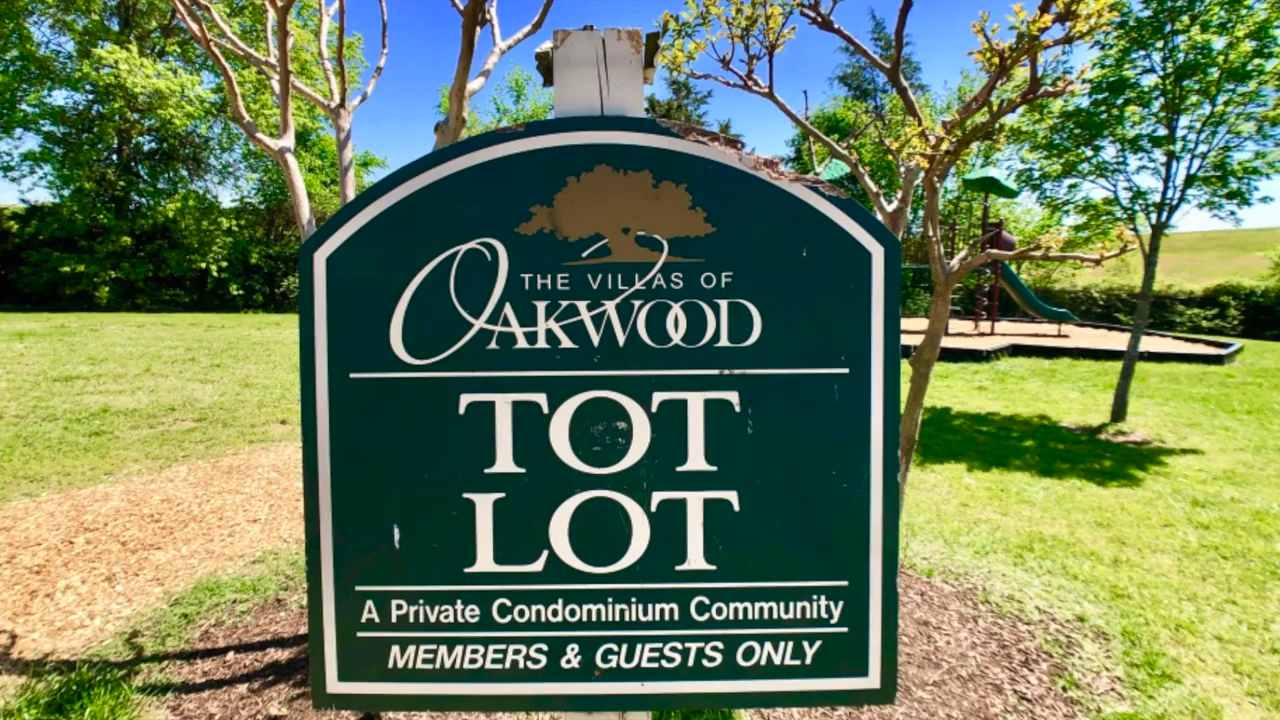 THE VILLAS OF
OAKWOOD
TOT
LOT
A Private Condominium Community
MEMBERS & GUESTS ONLY